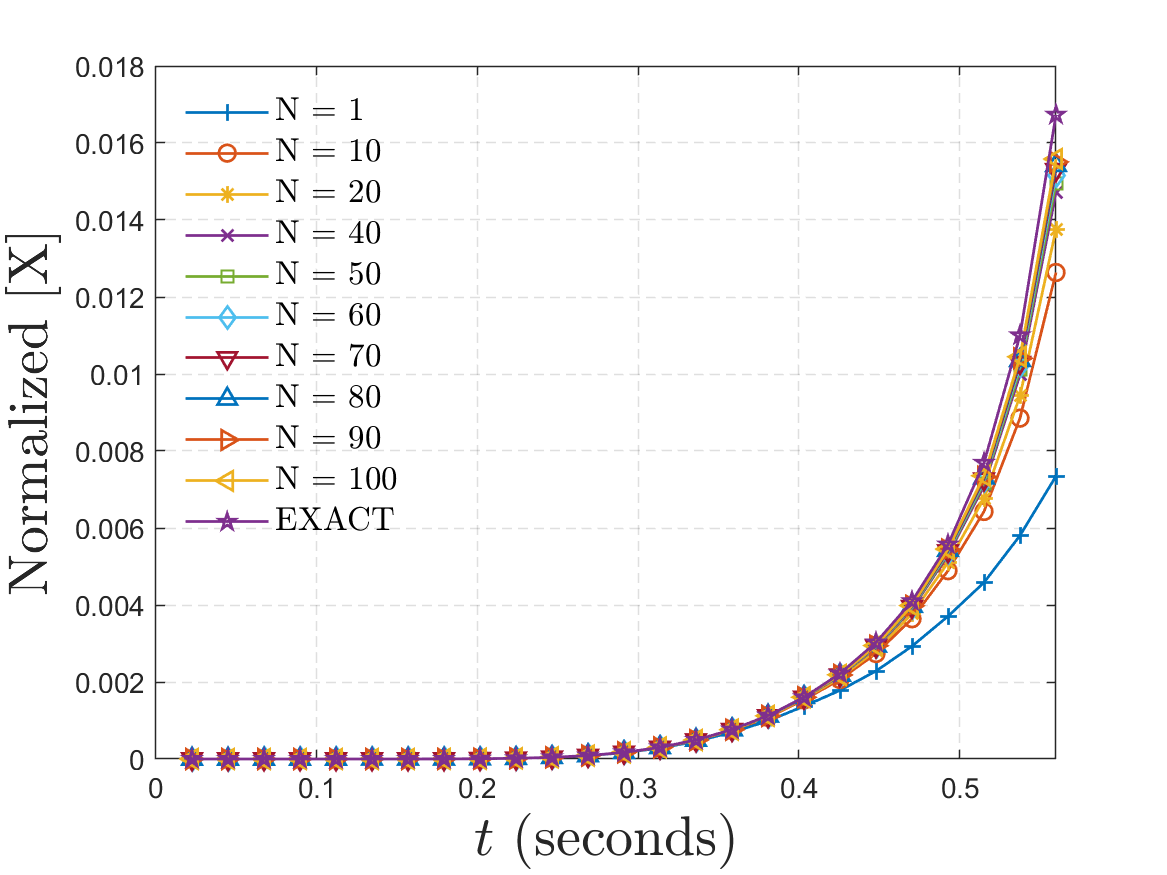 0.018
0.016
0.014
0.012
0.01
0.008
0.006
0.004
0.002
0
Normalized [X]
N = 1
N = 10
N = 20
N = 40
N = 50
N = 60
N = 70
N = 80
N = 90
N = 100
EXACT
0 0.1 0.2 0.3 0.4 0.5
t (seconds)